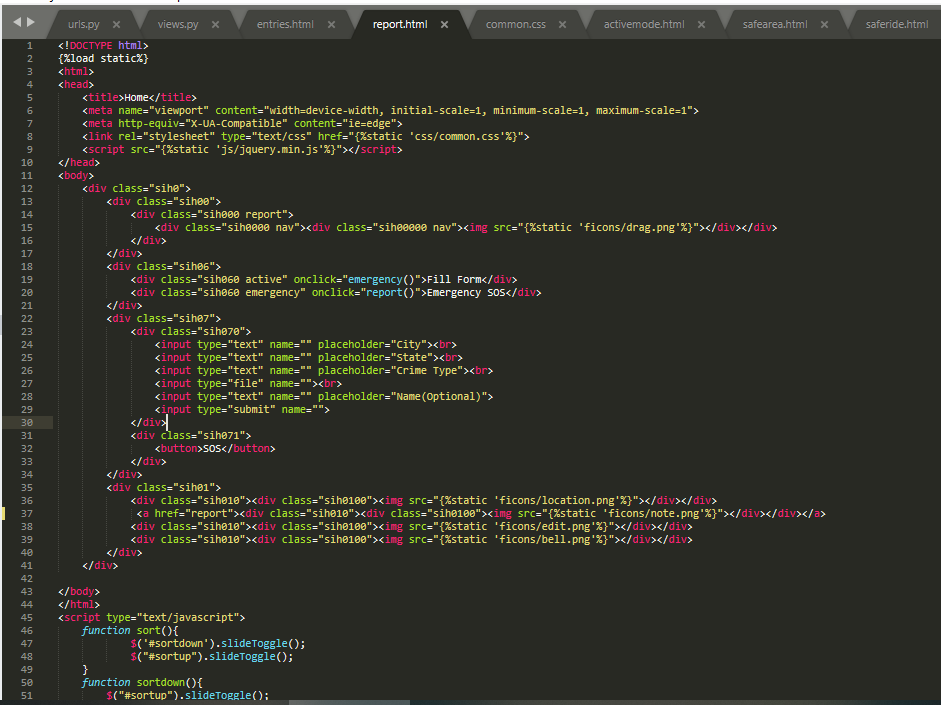 urls.py × views.py × entries.html × report.html × common.css × activemode.html × safearea.html × saferide.html
1 <!DOCTYPE html>
2 {%load static%}
3 <html>
4 <head>
5 <title>Home</title>
6 <meta name="viewport" content="width=device-width, initial-scale=1, minimum-scale=1, maximum-scale=1">
7 <meta http-equiv="X-UA-Compatible" content="ie=edge">
8 <link rel="stylesheet" type="text/css" href="{%static 'css/common.css'%}">
9 <script src="{%static 'js/jquery.min.js'%}"></script>
10 </head>
11 <body>
12 <div class="sih0">
13 <div class="sih00">
14 <div class="sih000 report">
15 <div class="sih0000 nav"><div class="sih00000 nav"><img src="{%static 'ficons/drag.png'%}"></div></div>
16 </div>
17 </div>
18 <div class="sih06">
19 <div class="sih060 active" onclick="emergency()">Fill Form</div>
20 <div class="sih060 emergency" onclick="report()">Emergency SOS</div>
21 </div>
22 <div class="sih07">
23 <div class="sih070">
24 <input type="text" name="" placeholder="City"><br>
25 <input type="text" name="" placeholder="State"><br>
26 <input type="text" name="" placeholder="Crime Type"><br>
27 <input type="file" name=""><br>
28 <input type="text" name="" placeholder="Name(Optional)">
29 <input type="submit" name="">
30 </div>
31 <div class="sih071">
32 <button>SOS</button>
33 </div>
34 </div>
35 <div class="sih01">
36 <div class="sih010"><div class="sih0100"><img src="{%static 'ficons/location.png'%}"></div></div>
37 <a href="report"><div class="sih010"><div class="sih0100"><img src="{%static 'ficons/note.png'%}"></div></div></a>
38 <div class="sih010"><div class="sih0100"><img src="{%static 'ficons/edit.png'%}"></div></div>
39 <div class="sih010"><div class="sih0100"><img src="{%static 'ficons/bell.png'%}"></div></div>
40 </div>
41 </div>
42
43 </body>
44 </html>
45 <script type="text/javascript">
46 function sort(){
47 $('#sortdown').slideToggle();
48 $("#sortup").slideToggle();
49 }
50 function sortdown(){
51 $("#sortup").slideToggle();